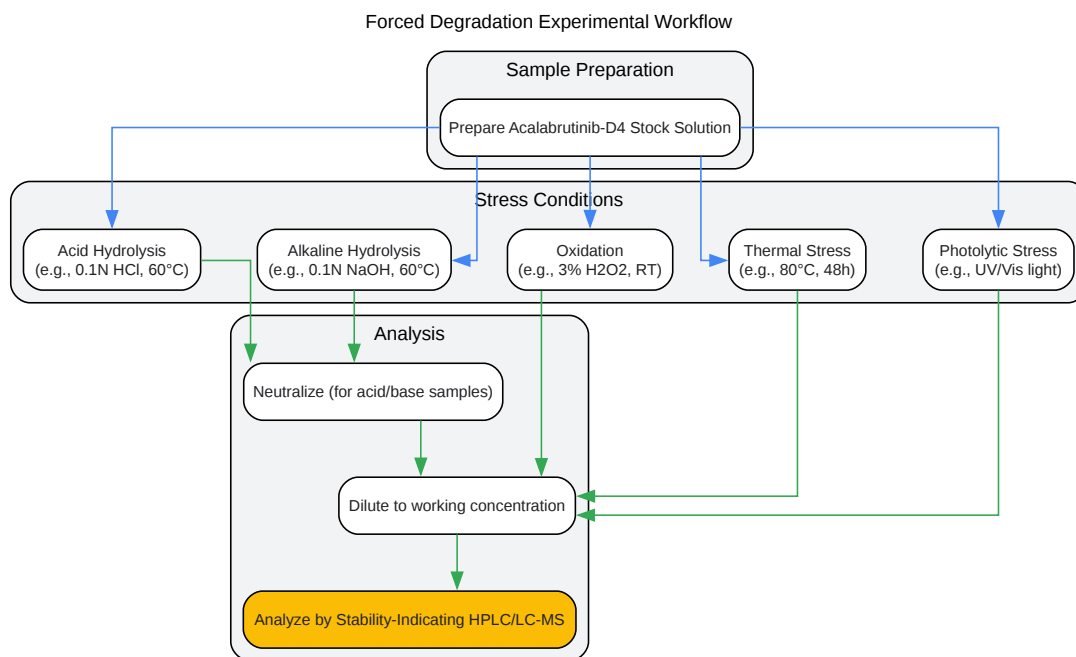 Forced Degradation Experimental Workflow
Sample Preparation
Prepare Acalabrutinib-D4 Stock Solution
Stress Conditions
Acid Hydrolysis
(e.g., 0.1N HCl, 60°C)
Alkaline Hydrolysis
(e.g., 0.1N NaOH, 60°C)
Oxidation
(e.g., 3% H2O2, RT)
Thermal Stress
(e.g., 80°C, 48h)
Photolytic Stress
(e.g., UV/Vis light)
Analysis
Neutralize (for acid/base samples)
Dilute to working concentration
Analyze by Stability-Indicating HPLC/LC-MS